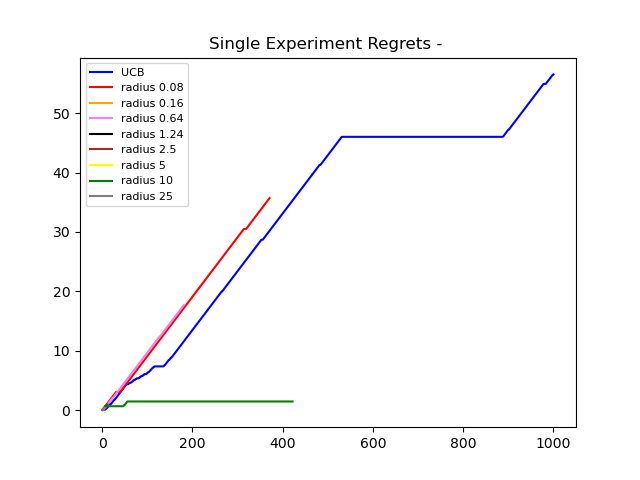 Single Experiment Regrets -
UCB
radius 0.08
radius 0.16
radius 0.64
radius 1.24
radius 2.5
radius 5
radius 10
radius 25
50
40
30
20
10
0
0 200 400 600 800 1000